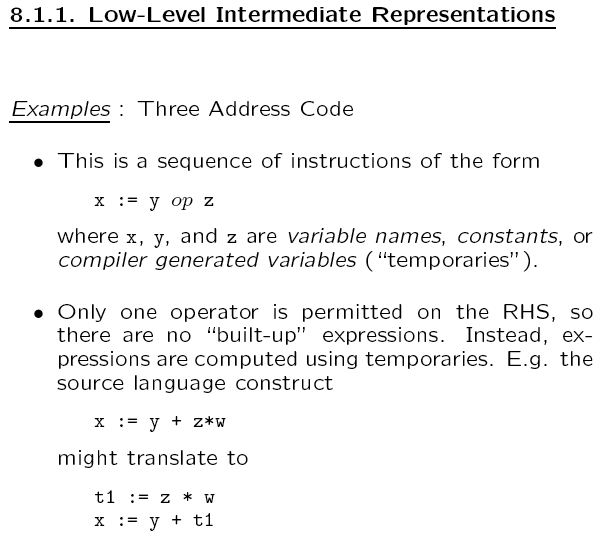 8.1.1. Low-Level Intermediate Representations
Examples : Three Address Code
• This is a sequence of instructions of the form
x := y op z
where x, y, and z are variable names, constants, or
compiler generated variables (“temporaries”).
• Only one operator is permitted on the RHS, so
there are no “built-up” expressions. Instead, ex-
pressions are computed using temporaries. E.g. the
source language construct
x := y + z*w
might translate to
t1 := z * w
x := y + t1